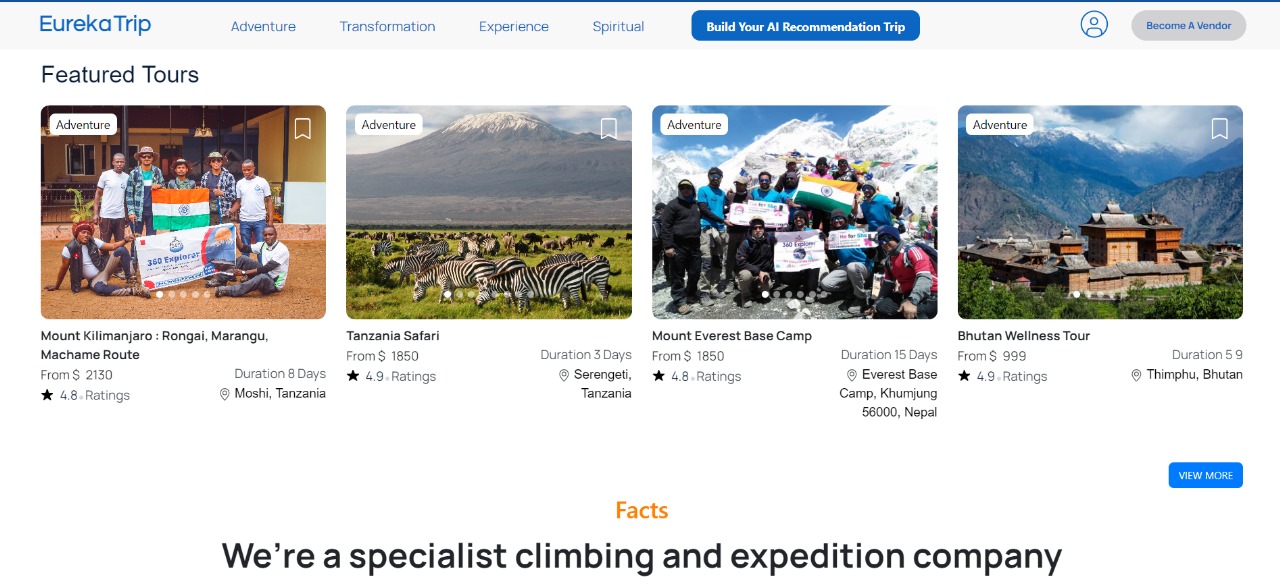 EurekaTrip
Adventure
Transformation
Experience
Spiritual
Build Your AI Recommendation Trip
Become A Vendor
Featured Tours
Adventure
360 Explorer
Mount Kilimanjaro : Rongai, Marangu,
Machame Route
From $ 2130
Duration 8 Days
4.8 Ratings
Moshi, Tanzania
Adventure
Tanzania Safari
From $ 1850
Duration 3 Days
4.9 Ratings
Serengeti,
Tanzania
Adventure
360 Explorer
Mount Everest Base Camp
From $ 1850
Duration 15 Days
4.8 Ratings
Everest Base
Camp, Khumjung
56000, Nepal
Adventure
Bhutan Wellness Tour
From $ 999
Duration 5 9
4.9 Ratings
Thimphu, Bhutan
VIEW MORE
Facts
We’re a specialist climbing and expedition company